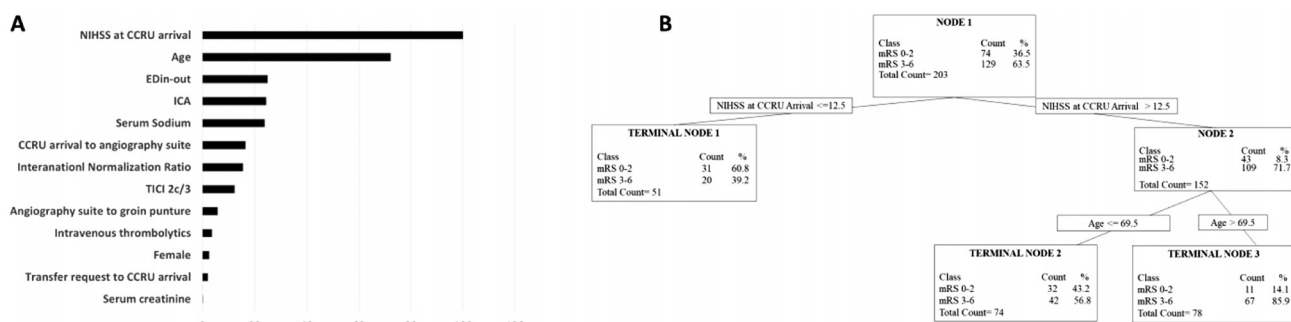 A
NIHSS at CCRU arrival
Age
EDin-out
ICA
Serum Sodium
CCRU arrival to angiography suite
Interanationl Normalization Ratio
TICI 2c/3
Angiography suite to groin punture
Intravenous thrombolytics
Female
Transfer request to CCRU arrival
Serum creatinine
B
NODE 1
Class Count %
mRS 0-2 74 36.5
mRS 3-6 129 63.5
Total Count= 203
NIHSS at CCRU Arrival <=12.5
NIHSS at CCRU Arrival > 12.5
TERMINAL NODE 1
Class Count %
mRS 0-2 31 60.8
mRS 3-6 20 39.2
Total Count= 51
NODE 2
Class Count %
mRS 0-2 43 8.3
mRS 3-6 109 71.7
Total Count= 152
Age <= 69.5
Age > 69.5
TERMINAL NODE 2
Class Count %
mRS 0-2 32 43.2
mRS 3-6 42 56.8
Total Count= 74
TERMINAL NODE 3
Class Count %
mRS 0-2 11 14.1
mRS 3-6 67 85.9
Total Count= 78